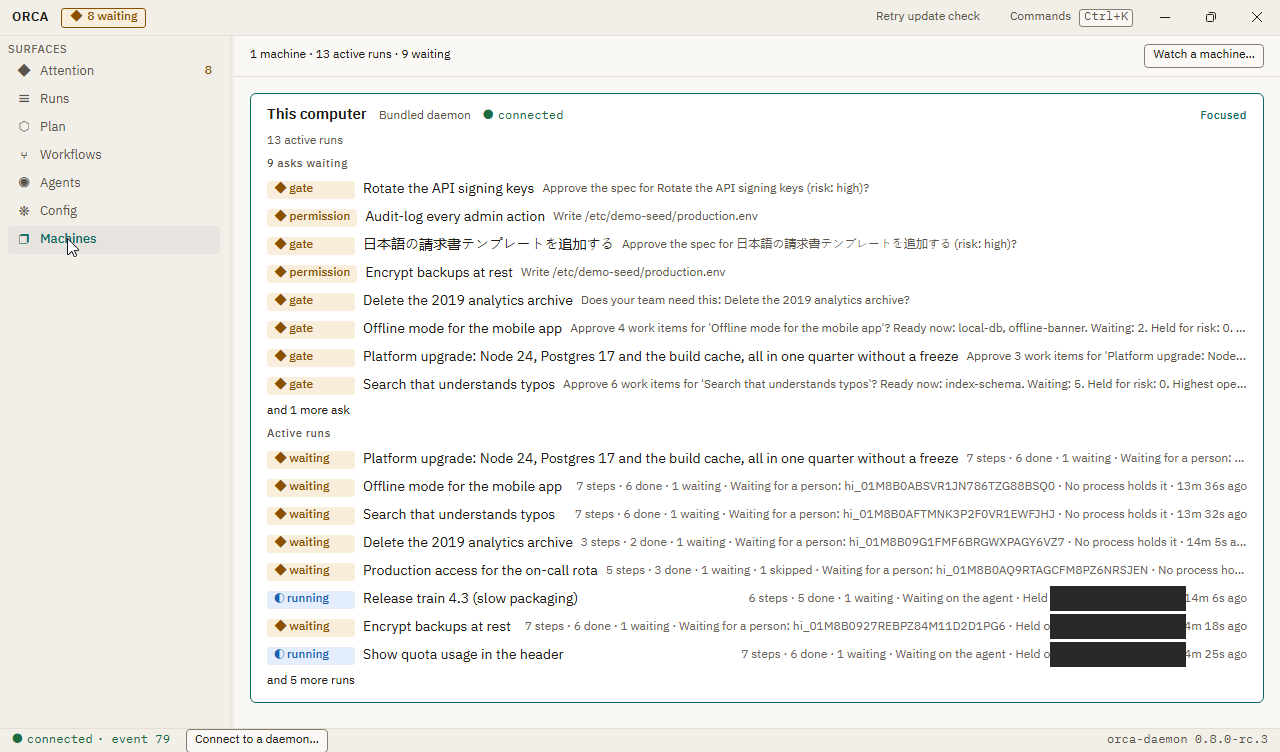 ORCA ◆ 8 waiting Retry update check Commands Ctrl+K
SURFACES
Attention 8
Runs
Plan
Workflows
Agents
Config
Machines
1 machine · 13 active runs · 9 waiting Watch a machine...
This computer Bundled daemon connected Focused
13 active runs
9 asks waiting
◆ gate Rotate the API signing keys Approve the spec for Rotate the API signing keys (risk: high)?
◆ permission Audit-log every admin action Write /etc/demo-seed/production.env
◆ gate 日本語の請求書テンプレートを追加する Approve the spec for 日本語の請求書テンプレートを追加する (risk: high)?
◆ permission Encrypt backups at rest Write /etc/demo-seed/production.env
◆ gate Delete the 2019 analytics archive Does your team need this: Delete the 2019 analytics archive?
◆ gate Offline mode for the mobile app Approve 4 work items for 'Offline mode for the mobile app'? Ready now: local-db, offline-banner. Waiting: 2. Held for risk: 0. ...
◆ gate Platform upgrade: Node 24, Postgres 17 and the build cache, all in one quarter without a freeze Approve 3 work items for 'Platform upgrade: Node...
◆ gate Search that understands typos Approve 6 work items for 'Search that understands typos'? Ready now: index-schema. Waiting: 5. Held for risk: 0. Highest ope...
and 1 more ask
Active runs
◆ waiting Platform upgrade: Node 24, Postgres 17 and the build cache, all in one quarter without a freeze 7 steps · 6 done · 1 waiting · Waiting for a person: ...
◆ waiting Offline mode for the mobile app 7 steps · 6 done · 1 waiting · Waiting for a person: hi_01M8B0ABSVR1JN786TZG88BSQ0 · No process holds it · 13m 36s ago
◆ waiting Search that understands typos 7 steps · 6 done · 1 waiting · Waiting for a person: hi_01M8B0AFTMNK3P2F0VR1EWFJHJ · No process holds it · 13m 32s ago
◆ waiting Delete the 2019 analytics archive 3 steps · 2 done · 1 waiting · Waiting for a person: hi_01M8B09G1FMF6BRGWXPAGY6VZ7 · No process holds it · 14m 5s a...
◆ waiting Production access for the on-call rota 5 steps · 3 done · 1 waiting · 1 skipped · Waiting for a person: hi_01M8B0AQ9RTAGCFM8PZ6NRSJEN · No process ho...
running Release train 4.3 (slow packaging) 6 steps · 5 done · 1 waiting · Waiting on the agent · Held 14m 6s ago
◆ waiting Encrypt backups at rest 7 steps · 6 done · 1 waiting · Waiting for a person: hi_01M8B0927REBPZ84M11D2D1PG6 · Held 18s ago
running Show quota usage in the header 7 steps · 6 done · 1 waiting · Waiting on the agent · Held 25s ago
and 5 more runs
connected · event 79 Connect to a daemon... orca-daemon 0.8.0-rc.3